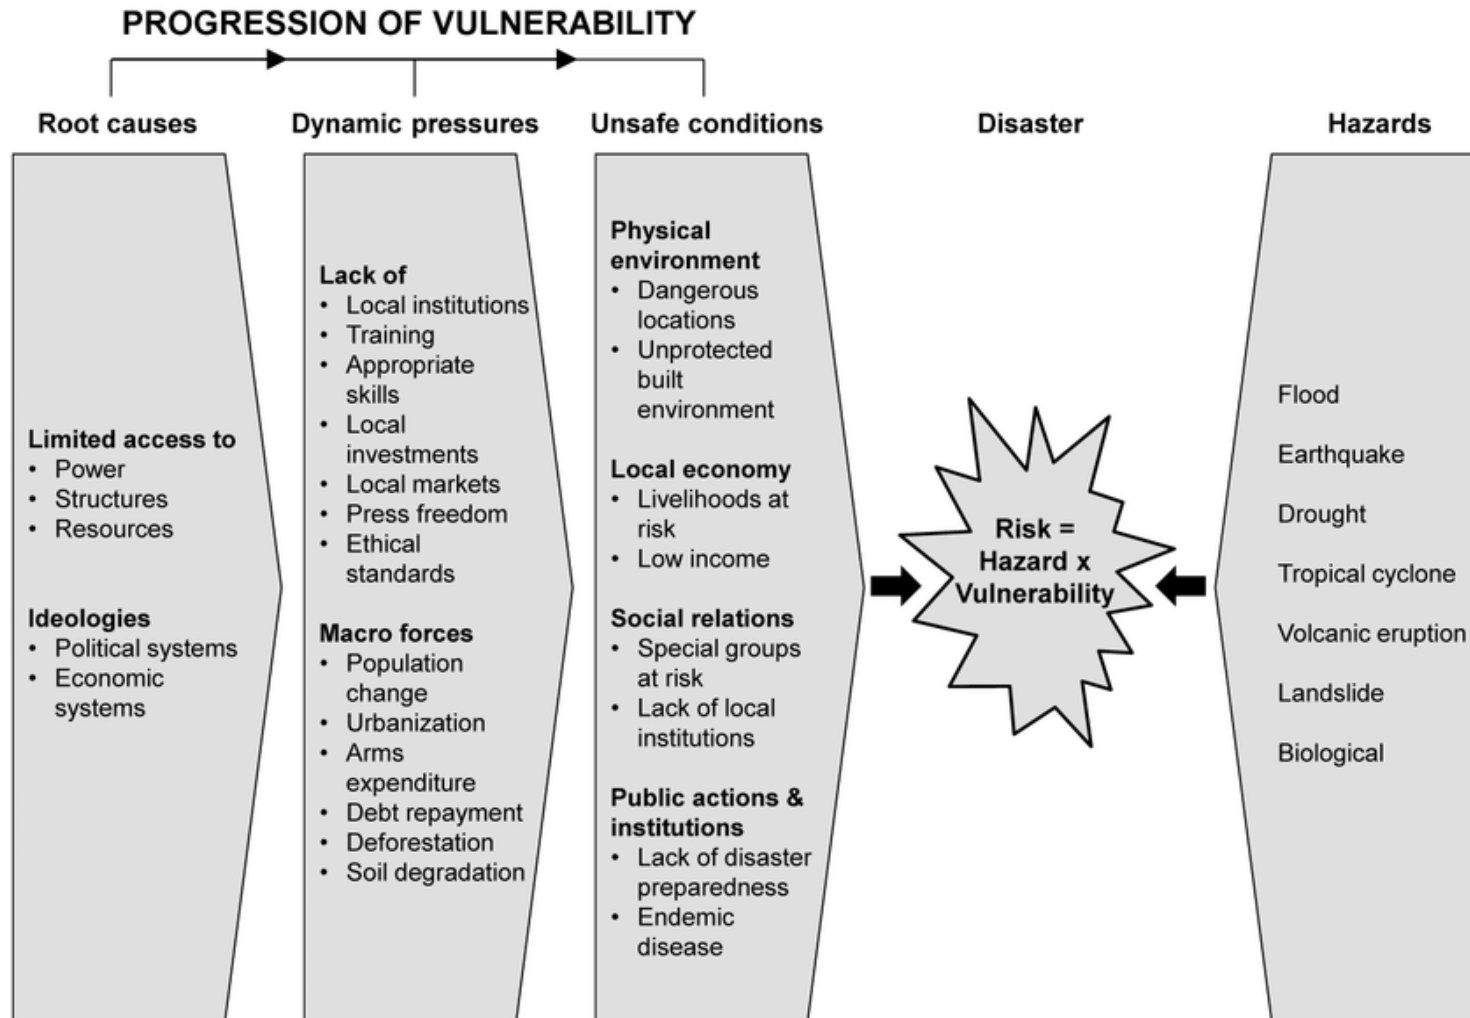 PROGRESSION OF VULNERABILITY
Root causes
Limited access to
• Power
• Structures
• Resources
Ideologies
• Political systems
• Economic
systems
Dynamic pressures
Lack of
• Local institutions
• Training
• Appropriate
skills
• Local
investments
• Local markets
• Press freedom
• Ethical
standards
Macro forces
• Population
change
• Urbanization
• Arms
expenditure
• Debt repayment
• Deforestation
• Soil degradation
Unsafe conditions
Physical
environment
• Dangerous
locations
• Unprotected
built
environment
Local economy
• Livelihoods at
risk
• Low income
Social relations
• Special groups
at risk
• Lack of local
institutions
Public actions &
institutions
• Lack of disaster
preparedness
• Endemic
disease
Disaster
Risk =
Hazard x
Vulnerability
Hazards
Flood
Earthquake
Drought
Tropical cyclone
Volcanic eruption
Landslide
Biological